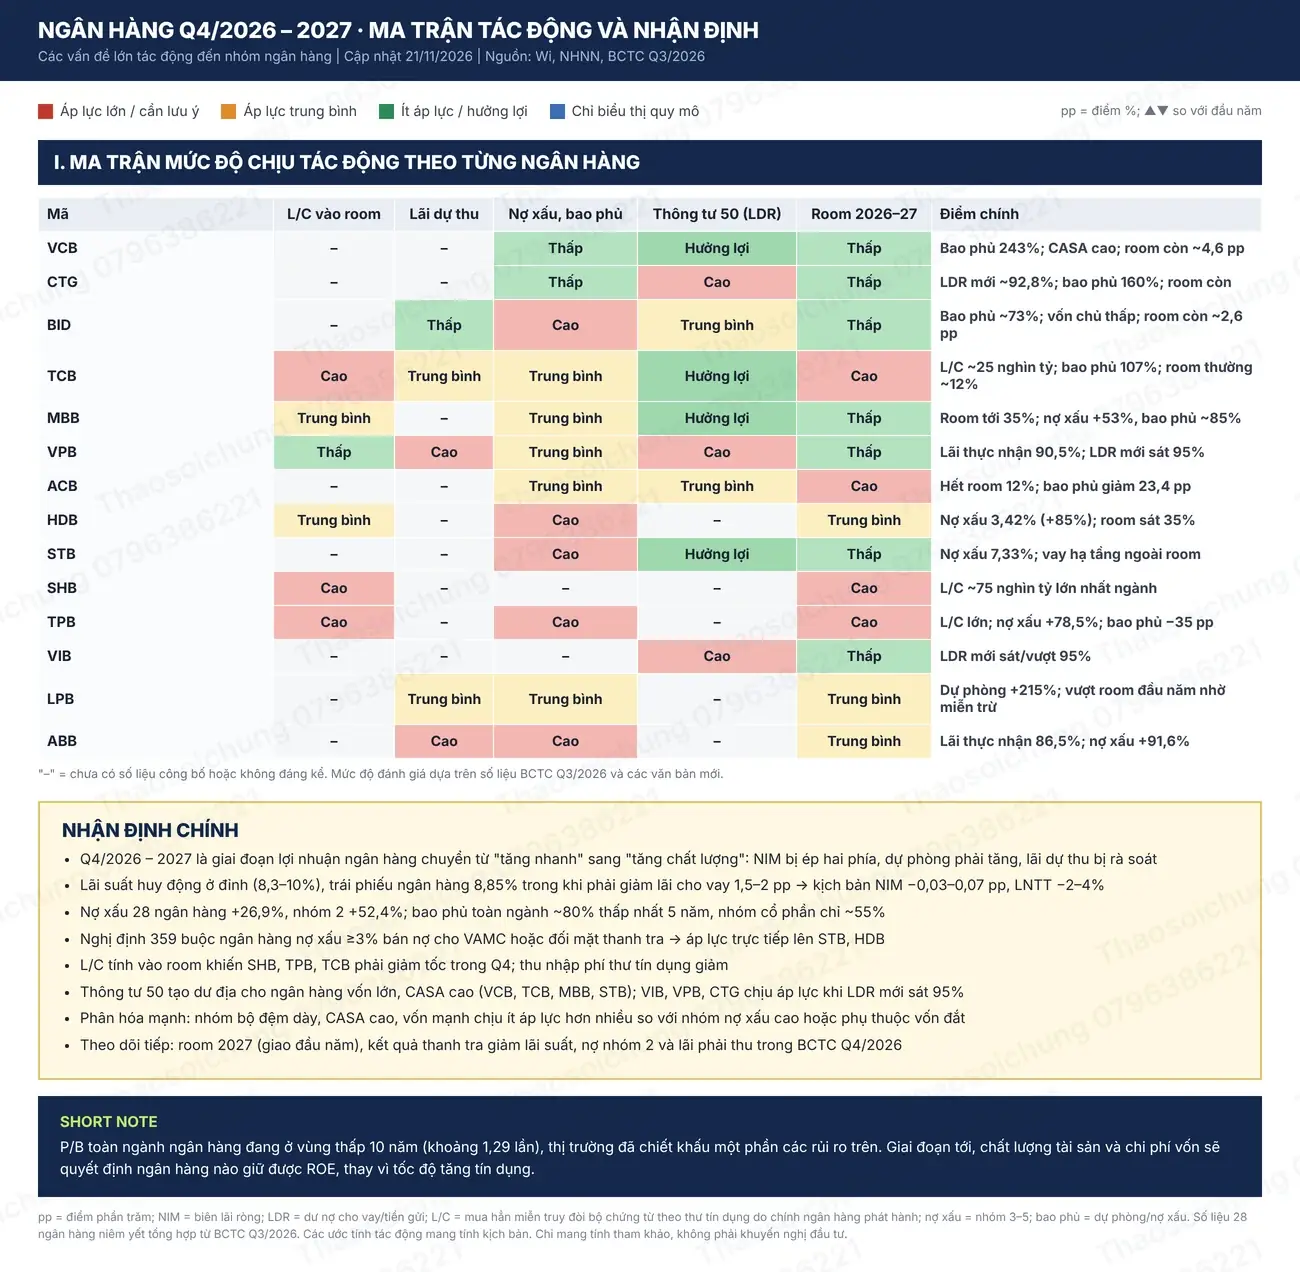 NGÂN HÀNG Q4/2026 – 2027 · MA TRẬN TÁC ĐỘNG VÀ NHẬN ĐỊNH
Các vấn đề lớn tác động đến nhóm ngân hàng | Cập nhật 21/11/2026 | Nguồn: Wi, NHNN, BCTC Q3/2026
Áp lực lớn / cần lưu ý Áp lực trung bình Ít áp lực / hưởng lợi Chỉ biểu thị quy mô pp = điểm %; ▲▼ so với đầu năm
I. MA TRẬN MỨC ĐỘ CHỊU TÁC ĐỘNG THEO TỪNG NGÂN HÀNG
Mã L/C vào room Lãi dự thu Nợ xấu, bao phủ Thông tư 50 (LDR) Room 2026–27 Điểm chính
VCB – – Thấp Hưởng lợi Thấp Bao phủ 243%; CASA cao; room còn ~4,6 pp
CTG – – Thấp Cao Thấp LDR mới ~92,8%; bao phủ 160%; room còn
BID – Thấp Cao Trung bình Thấp Bao phủ ~73%; vốn chủ thấp; room còn ~2,6
pp
TCB Cao Trung bình Trung bình Hưởng lợi Cao L/C ~25 nghìn tỷ; bao phủ 107%; room thường
~12%
MBB Trung bình – Trung bình Hưởng lợi Thấp Room tới 35%; nợ xấu +53%, bao phủ ~85%
VPB Thấp Cao Trung bình Cao Thấp Lãi thực nhận 90,5%; LDR mới sát 95%
ACB – – Trung bình Trung bình Cao Hết room 12%; bao phủ giảm 23,4 pp
HDB Trung bình – Cao – Trung bình Nợ xấu 3,42% (+85%); room sát 35%
STB – – Cao Hưởng lợi Thấp Nợ xấu 7,33%; vay hạ tầng ngoài room
SHB Cao – – – Cao L/C ~75 nghìn tỷ lớn nhất ngành
TPB Cao – Cao – Cao L/C lớn; nợ xấu +78,5%; bao phủ −35 pp
VIB – – – Cao Thấp LDR mới sát/vượt 95%
LPB – Trung bình Trung bình – Trung bình Dự phòng +215%; vượt room đầu năm nhờ
miễn trừ
ABB – Cao Cao – Trung bình Lãi thực nhận 86,5%; nợ xấu +91,6%
"–" = chưa có số liệu công bố hoặc không đáng kể. Mức độ đánh giá dựa trên số liệu BCTC Q3/2026 và các văn bản mới.
NHẬN ĐỊNH CHÍNH
• Q4/2026 – 2027 là giai đoạn lợi nhuận ngân hàng chuyển từ "tăng nhanh" sang "tăng chất lượng": NIM bị ép hai phía, dự phòng phải tăng, lãi dự thu bị rà soát
• Lãi suất huy động ở đỉnh (8,3–10%), trái phiếu ngân hàng 8,85% trong khi phải giảm lãi cho vay 1,5–2 pp → kịch bản NIM −0,03–0,07 pp, LNTT −2–4%
• Nợ xấu 28 ngân hàng +26,9%, nhóm 2 +52,4%; bao phủ toàn ngành ~80% thấp nhất 5 năm, nhóm cổ phần chỉ ~55%
• Nghị định 359 buộc ngân hàng nợ xấu ≥3% bán nợ cho VAMC hoặc đối mặt thanh tra → áp lực trực tiếp lên STB, HDB
• L/C tính vào room khiến SHB, TPB, TCB phải giảm tốc trong Q4; thu nhập phí thư tín dụng giảm
• Thông tư 50 tạo dư địa cho ngân hàng vốn lớn, CASA cao (VCB, TCB, MBB, STB); VIB, VPB, CTG chịu áp lực khi LDR mới sát 95%
• Phân hóa mạnh: nhóm bộ đệm dày, CASA cao, vốn mạnh chịu ít áp lực hơn nhiều so với nhóm nợ xấu cao hoặc phụ thuộc vốn đắt
• Theo dõi tiếp: room 2027 (giao đầu năm), kết quả thanh tra giảm lãi suất, nợ nhóm 2 và lãi phải thu trong BCTC Q4/2026
SHORT NOTE
P/B toàn ngành ngân hàng đang ở vùng thấp 10 năm (khoảng 1,29 lần), thị trường đã chiết khấu một phần các rủi ro trên. Giai đoạn tới, chất lượng tài sản và chi phí vốn sẽ
quyết định ngân hàng nào giữ được ROE, thay vì tốc độ tăng tín dụng.
pp = điểm phần trăm; NIM = biên lãi ròng; LDR = dư nợ cho vay/tiền gửi; L/C = mua hẳn miễn truy đòi bộ chứng từ theo thư tín dụng do chính ngân hàng phát hành; nợ xấu = nhóm 3–5; bao phủ = dự phòng/nợ xấu. Số liệu 28
ngân hàng niêm yết tổng hợp từ BCTC Q3/2026. Các ước tính tác động mang tính kịch bản. Chỉ mang tính tham khảo, không phải khuyến nghị đầu tư.
Thaosoichung 0796386221